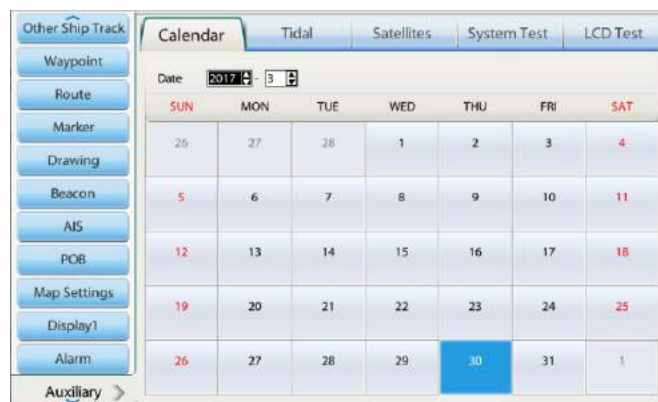 Other Ship Track
Waypoint
Route
Marker
Drawing
Beacon
AIS
POB
Map Settings
Display1
Alarm
Auxiliary
Calendar Tidal Satellites System Test LCD Test
Date 2017 - 3
SUN MON TUE WED THU FRI SAT
26 27 28 1 2 3 4
5 6 7 8 9 10 11
12 13 14 15 16 17 18
19 20 21 22 23 24 25
26 27 28 29 30 31 1